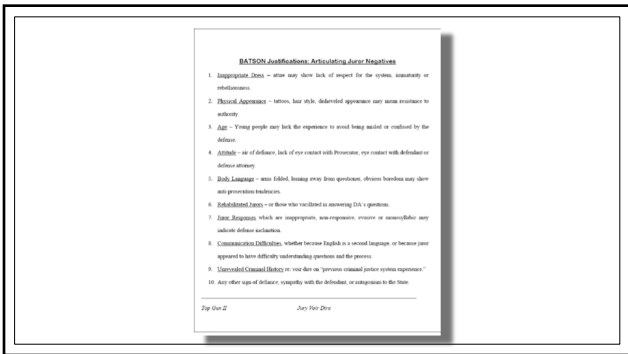 BATSON Justifications: Articulating Juror Negatives
1. Inappropriate Dress – attire may show lack of respect for the system, immaturity or
rebelliousness.
2. Physical Appearance – tattoos, hair style, disheveled appearance may mean resistance to
authority.
3. Age – Young people may lack the experience to avoid being misled or confused by the
defense.
4. Attitude – air of defiance, lack of eye contact with Prosecutor, eye contact with defendant or
defense attorney.
5. Body Language – arms folded, leaning away from questioner, obvious boredom may show
anti-prosecution tendencies.
6. Rehabilitated Jurors – or those who vacillated in answering DA's questions.
7. Juror Responses which are inappropriate, non-responsive, evasive or monosyllabic may
indicate defense inclination.
8. Communication Difficulties, whether because English is a second language, or because juror
appeared to have difficulty understanding questions and the process.
9. Unrevealed Criminal History re: voir dire on "previous criminal justice system experience."
10. Any other sign of defiance, sympathy with the defendant, or antagonism to the State.
Top Gun II Jury Voir Dire